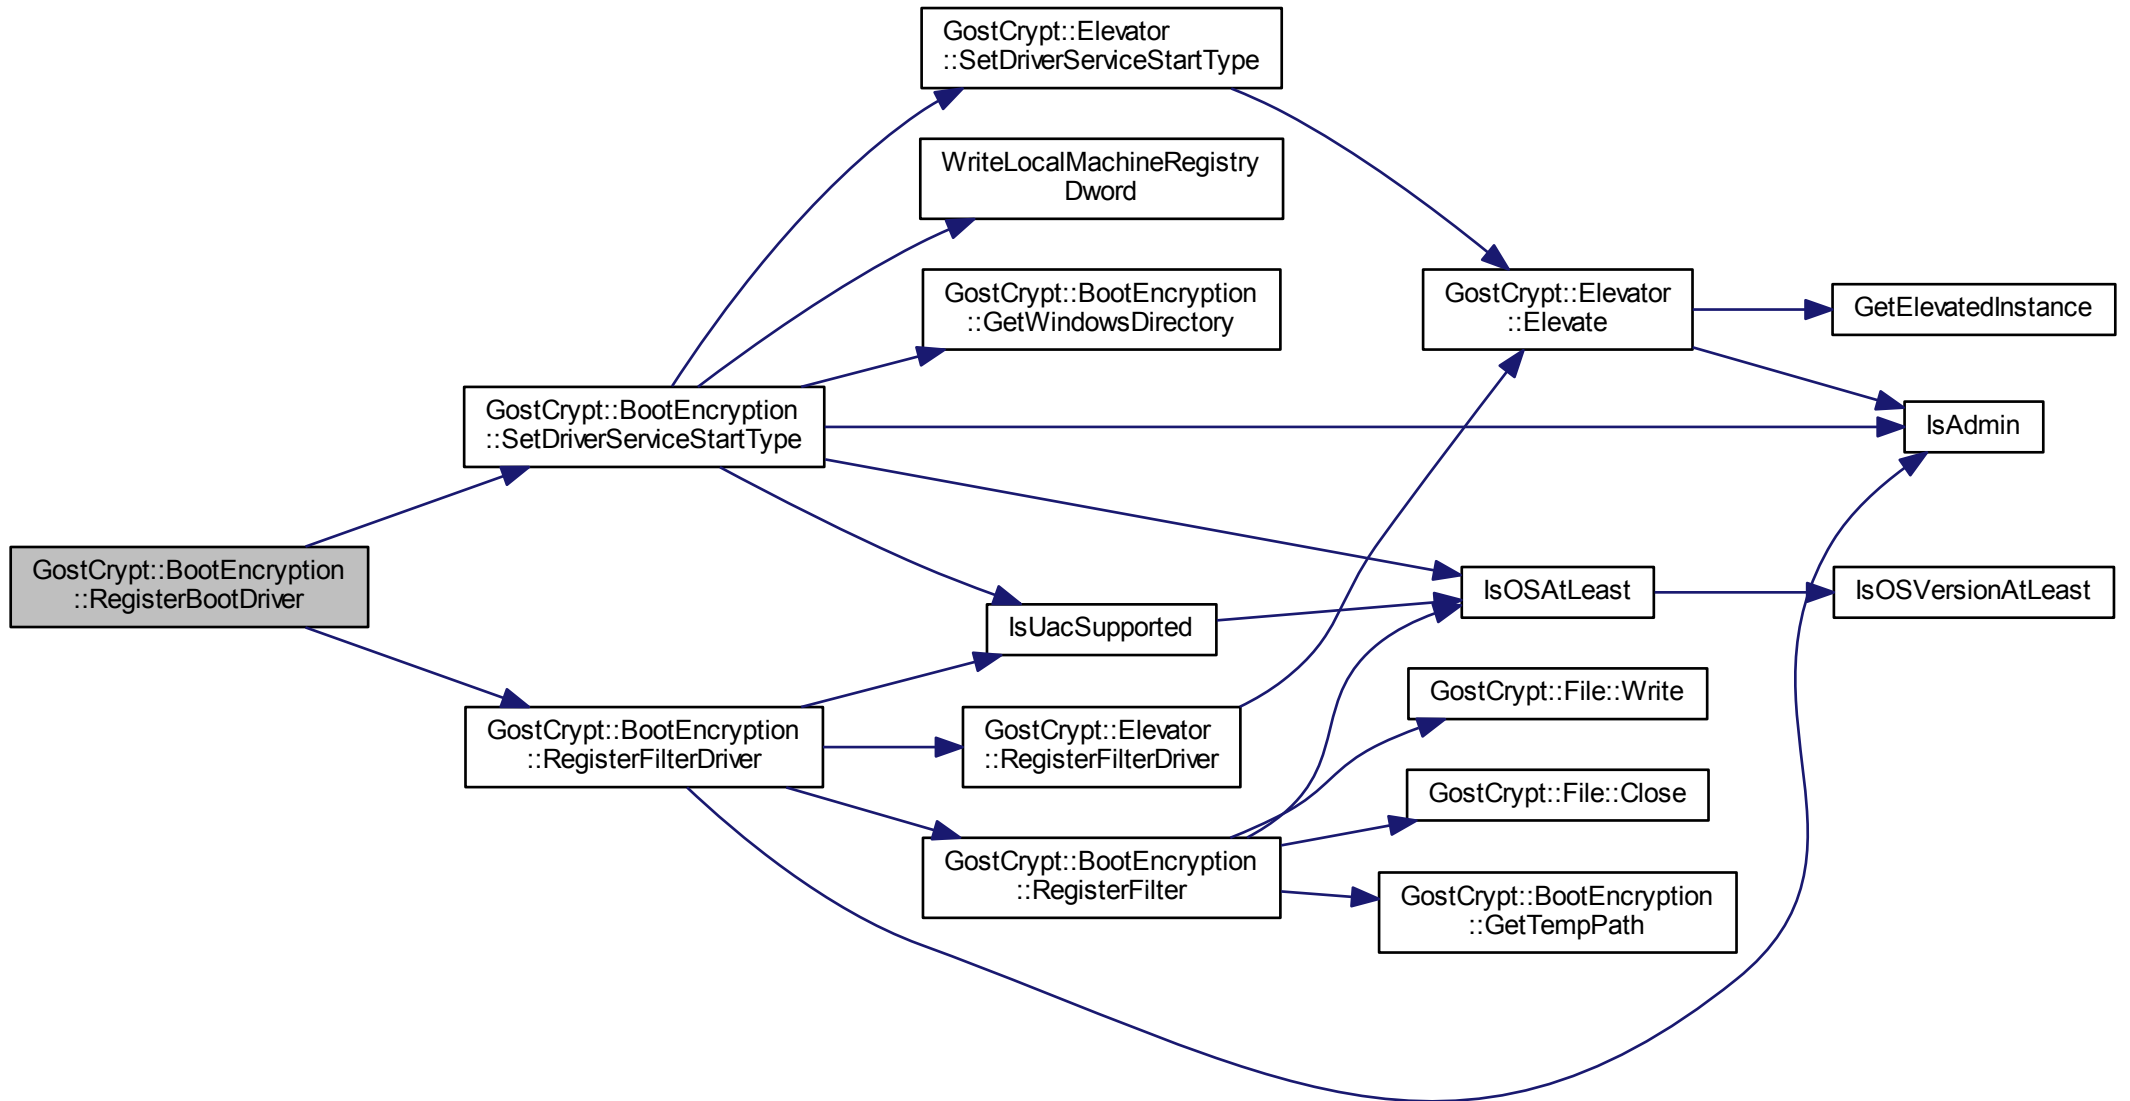 GostCrypt::Elevator
::SetDriverServiceStartType
WriteLocalMachineRegistry
Dword
GostCrypt::BootEncryption
::GetWindowsDirectory
GostCrypt::Elevator
::Elevate
GetElevatedInstance
GostCrypt::BootEncryption
::SetDriverServiceStartType
IsAdmin
GostCrypt::BootEncryption
::RegisterBootDriver
IsOSAtLeast
IsOSVersionAtLeast
IsUacSupported
GostCrypt::File::Write
GostCrypt::BootEncryption
::RegisterFilterDriver
GostCrypt::Elevator
::RegisterFilterDriver
GostCrypt::File::Close
GostCrypt::BootEncryption
::RegisterFilter
GostCrypt::BootEncryption
::GetTempPath